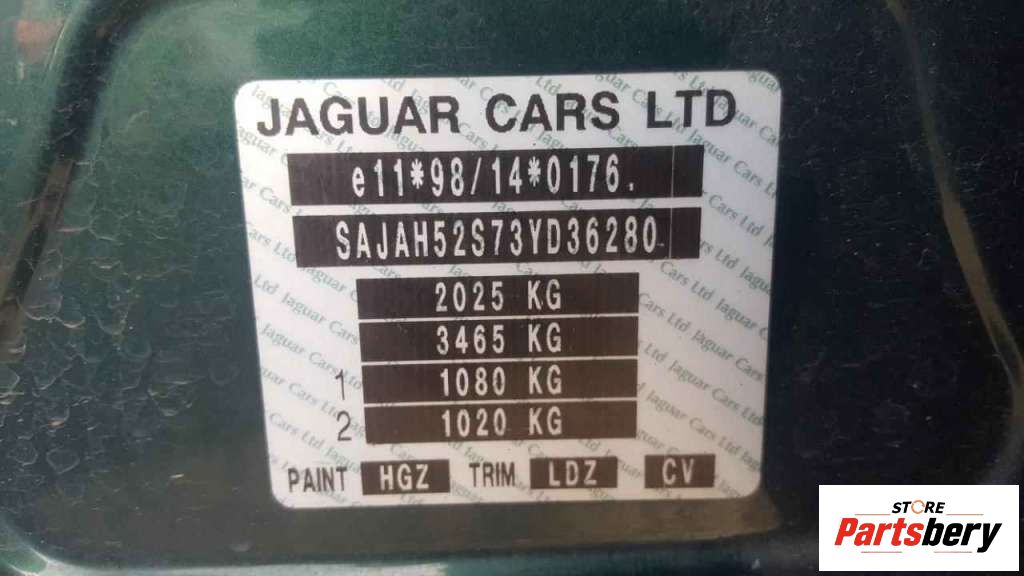 JAGUAR CARS LTD
e11*98/14*0176.
SAJAH52S73YD36280
2025 KG
3465 KG
1 1080 KG
2 1020 KG
PAINT HGZ TRIM LDZ CV
STORE
Partsbery